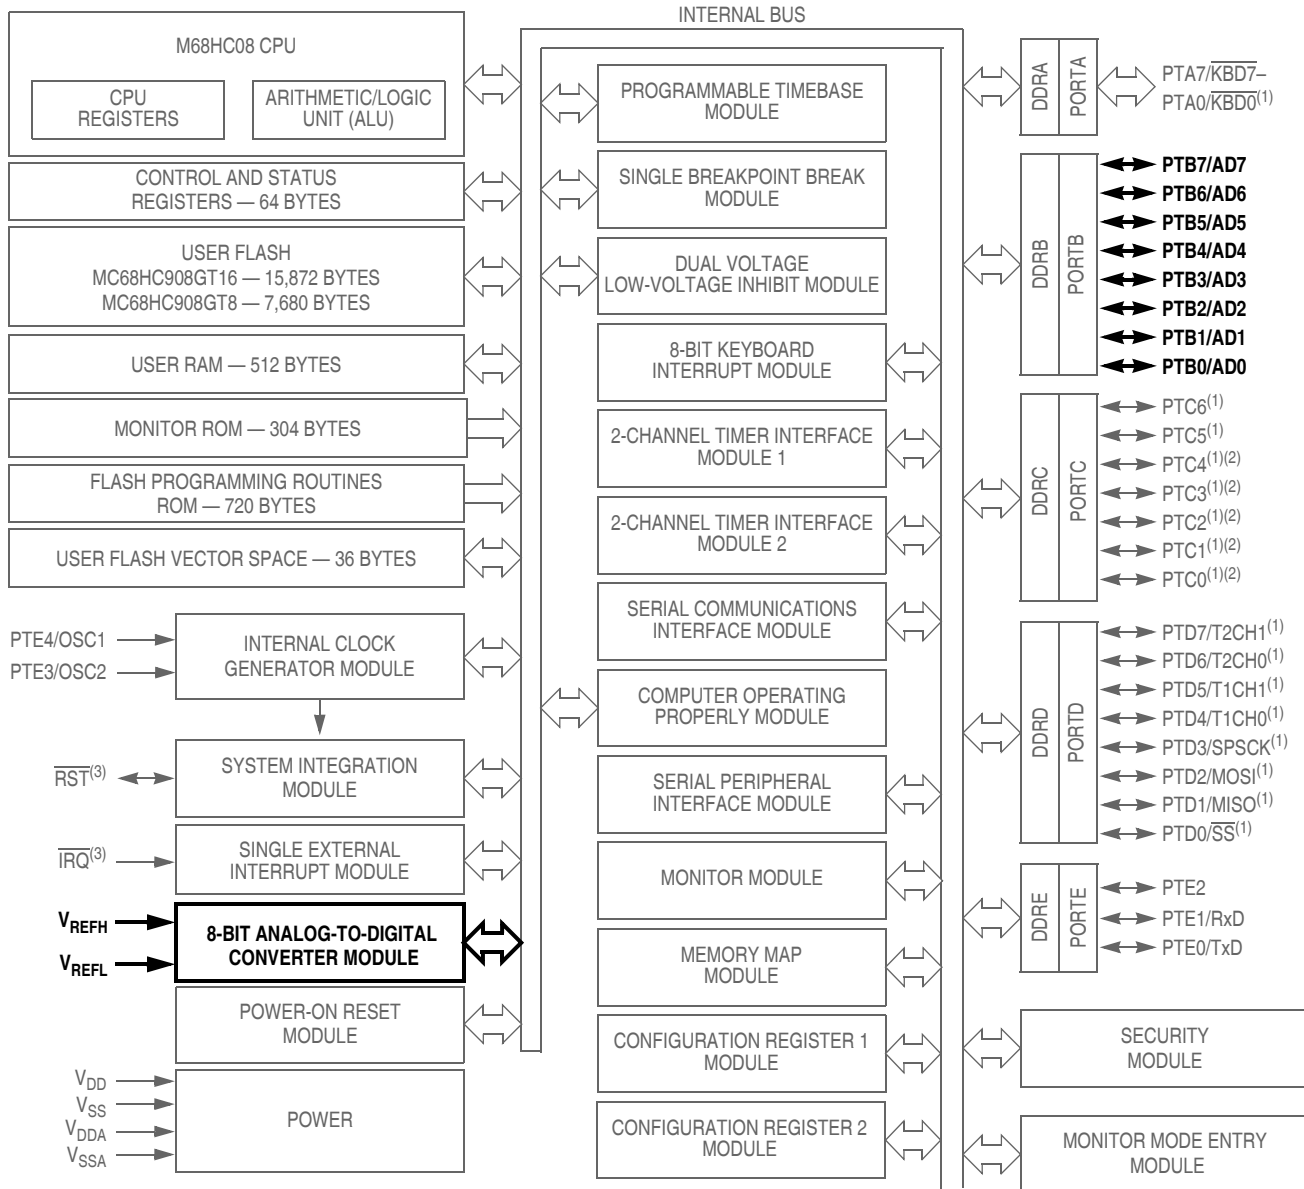 INTERNAL BUS
M68HC08 CPU
CPU
REGISTERS
ARITHMETIC/LOGIC
UNIT (ALU)
CONTROL AND STATUS
REGISTERS — 64 BYTES
USER FLASH
MC68HC908GT16 — 15,872 BYTES
MC68HC908GT8 — 7,680 BYTES
USER RAM — 512 BYTES
MONITOR ROM — 304 BYTES
FLASH PROGRAMMING ROUTINES
ROM — 720 BYTES
USER FLASH VECTOR SPACE — 36 BYTES
PTE4/OSC1
PTE3/OSC2
INTERNAL CLOCK
GENERATOR MODULE
RST(3)
SYSTEM INTEGRATION
MODULE
IRQ(3)
SINGLE EXTERNAL
INTERRUPT MODULE
VREFH
VREFL
8-BIT ANALOG-TO-DIGITAL
CONVERTER MODULE
POWER-ON RESET
MODULE
VDD
VSS
VDDA
VSSA
POWER
PROGRAMMABLE TIMEBASE
MODULE
SINGLE BREAKPOINT BREAK
MODULE
DUAL VOLTAGE
LOW-VOLTAGE INHIBIT MODULE
8-BIT KEYBOARD
INTERRUPT MODULE
2-CHANNEL TIMER INTERFACE
MODULE 1
2-CHANNEL TIMER INTERFACE
MODULE 2
SERIAL COMMUNICATIONS
INTERFACE MODULE
COMPUTER OPERATING
PROPERLY MODULE
SERIAL PERIPHERAL
INTERFACE MODULE
MONITOR MODULE
MEMORY MAP
MODULE
CONFIGURATION REGISTER 1
MODULE
CONFIGURATION REGISTER 2
MODULE
DDRA
PORTA
PTA7/KBD7–
PTA0/KBD0(1)
DDRB
PORTB
PTB7/AD7
PTB6/AD6
PTB5/AD5
PTB4/AD4
PTB3/AD3
PTB2/AD2
PTB1/AD1
PTB0/AD0
DDRC
PORTC
PTC6(1)
PTC5(1)
PTC4(1)(2)
PTC3(1)(2)
PTC2(1)(2)
PTC1(1)(2)
PTC0(1)(2)
DDRD
PORTD
PTD7/T2CH1(1)
PTD6/T2CH0(1)
PTD5/T1CH1(1)
PTD4/T1CH0(1)
PTD3/SPSCK(1)
PTD2/MOSI(1)
PTD1/MISO(1)
PTD0/SS(1)
DDRE
PORTE
PTE2
PTE1/RxD
PTE0/TxD
SECURITY
MODULE
MONITOR MODE ENTRY
MODULE